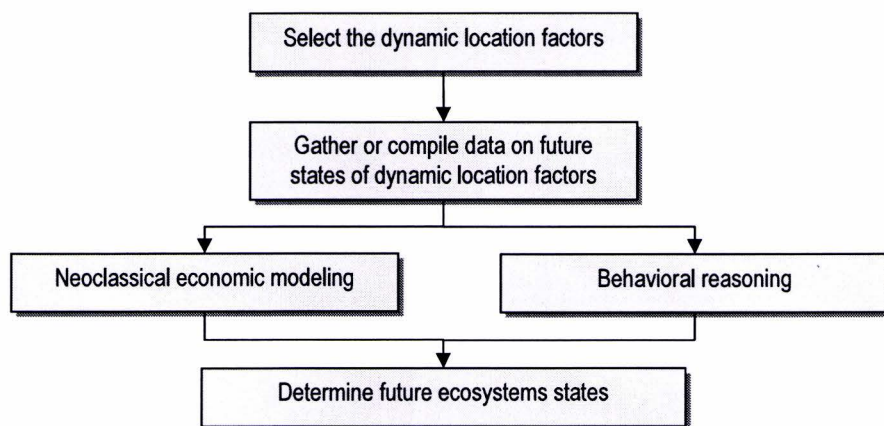 Select the dynamic location factors
Gather or compile data on future
states of dynamic location factors
Neoclassical economic modeling
Behavioral reasoning
Determine future ecosystems states